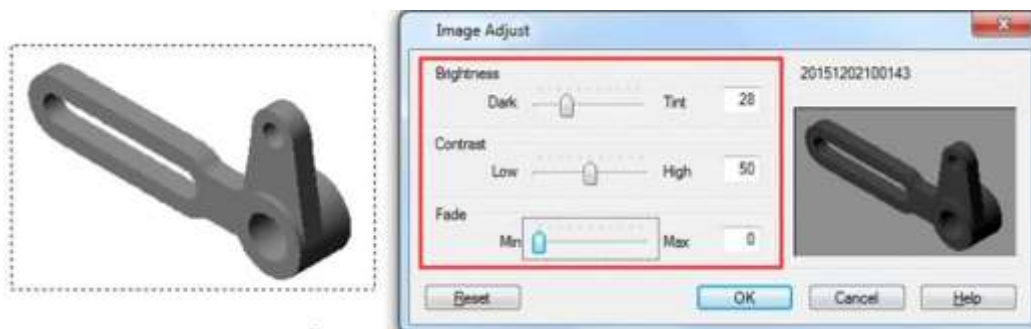 Image Adjust
Brightness
20151202100143
Dark Tint 28
Contrast
Low High 50
Fade
Min Max 0
Reset OK Cancel Help